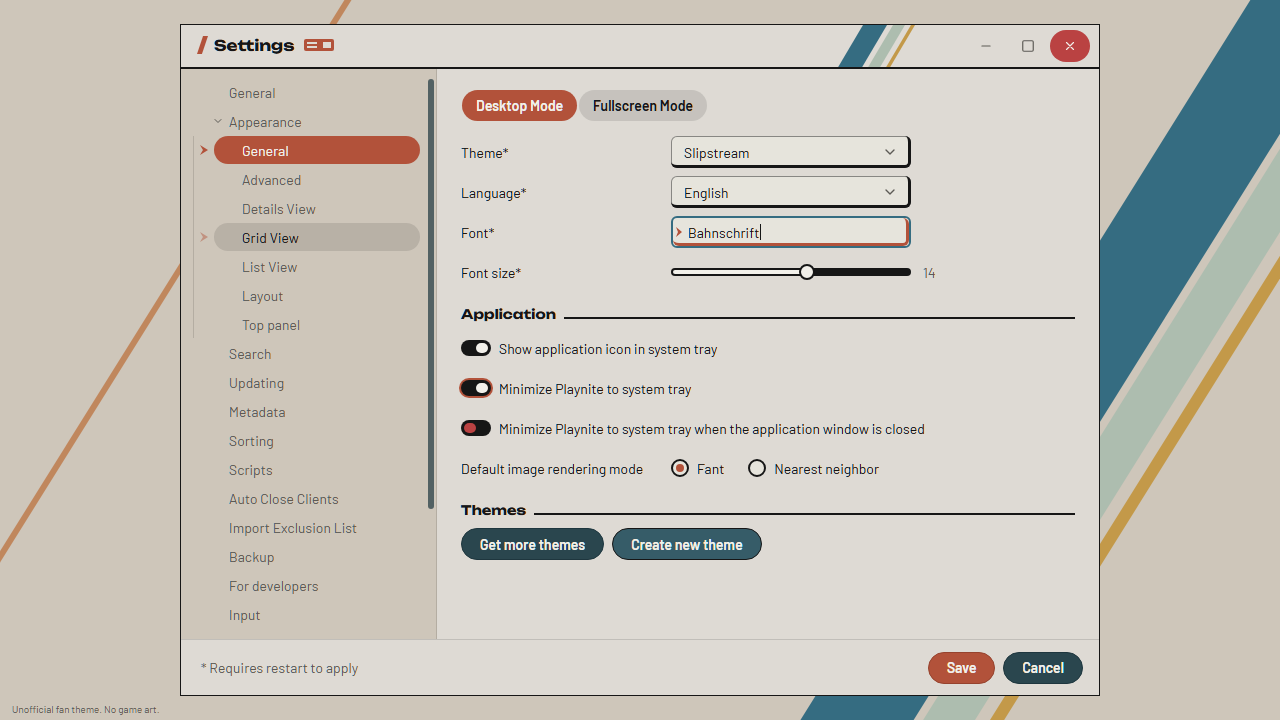 Settings
General
Appearance
General
Advanced
Details View
Grid View
List View
Layout
Top panel
Search
Updating
Metadata
Sorting
Scripts
Auto Close Clients
Import Exclusion List
Backup
For developers
Input
Desktop Mode
Fullscreen Mode
Theme*
Slipstream
Language*
English
Font*
Bahnschrift
Font size*
14
Application
Show application icon in system tray
Minimize Playnite to system tray
Minimize Playnite to system tray when the application window is closed
Default image rendering mode
Fant
Nearest neighbor
Themes
Get more themes
Create new theme
* Requires restart to apply
Save
Cancel
Unofficial fan theme. No game art.